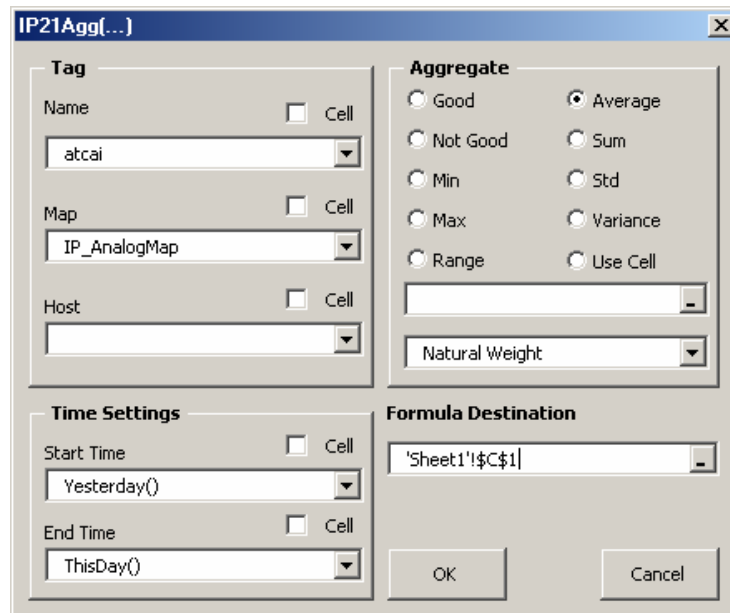 IP21Agg(...)
Tag
Name
Cell
atcai
Map
Cell
IP_AnalogMap
Host
Cell
Aggregate
Good
Average
Not Good
Sum
Min
Std
Max
Variance
Range
Use Cell
Natural Weight
Time Settings
Start Time
Cell
Yesterday()
End Time
Cell
ThisDay()
Formula Destination
'Sheet1'!$C$1
OK
Cancel